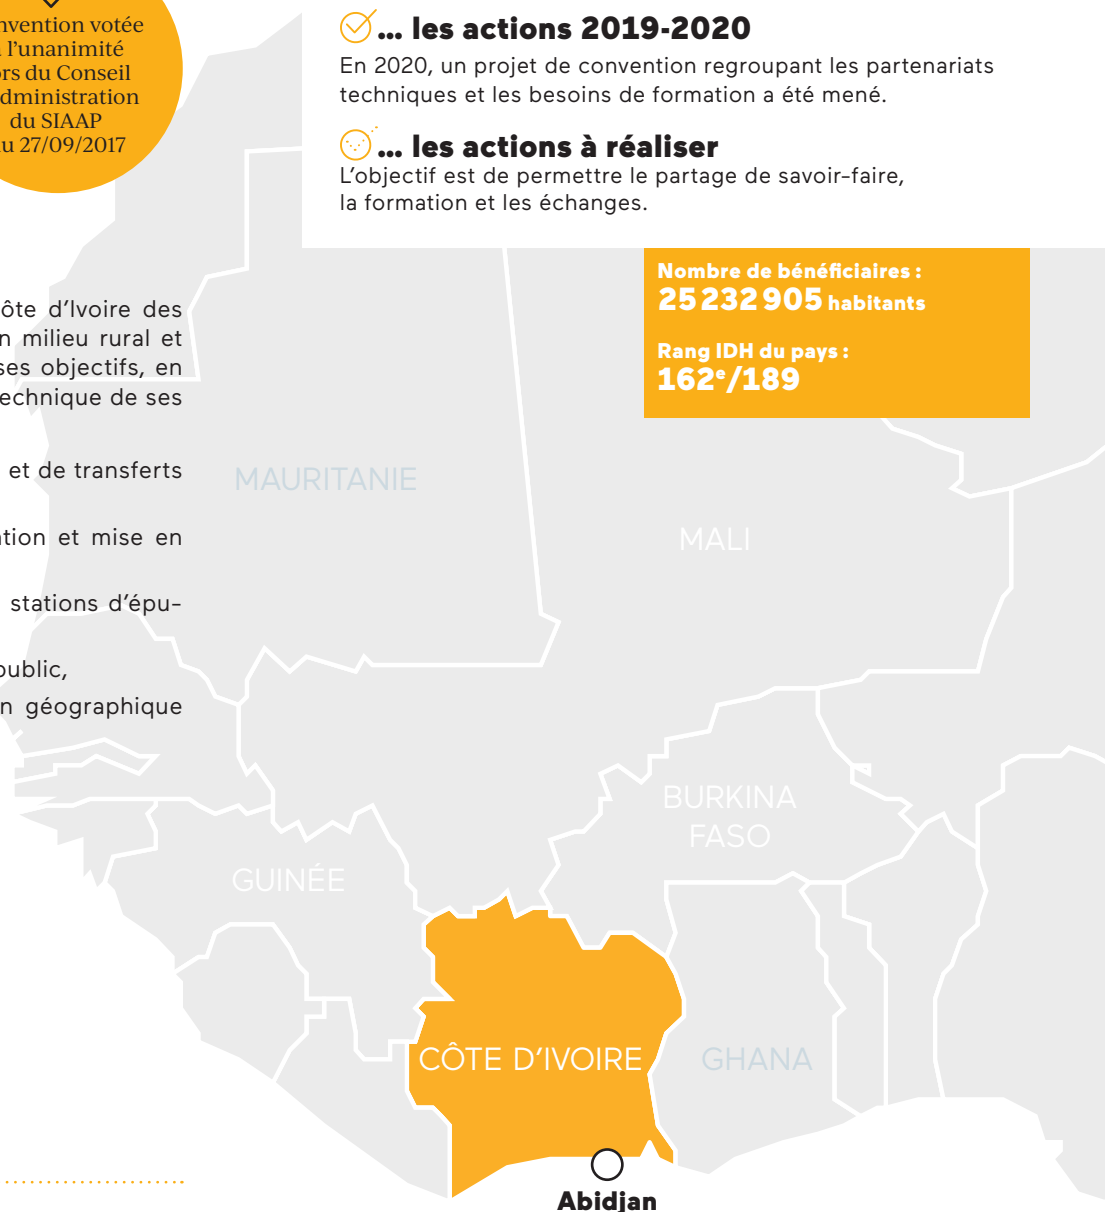 nvention votée
l'unanimité
rs du Conseil
dministration
du SIAAP
u 27/09/2017
... les actions 2019-2020
En 2020, un projet de convention regroupant les partenariats
techniques et les besoins de formation a été mené.
... les actions à réaliser
L'objectif est de permettre le partage de savoir-faire,
la formation et les échanges.
Nombre de bénéficiaires :
25 232 905 habitants
Rang IDH du pays :
162e/189
ôte d'Ivoire des
n milieu rural et
ses objectifs, en
technique de ses
et de transferts
ation et mise en
stations d'épu-
public,
n géographique
MAURITANIE
MALI
BURKINA
FASO
GUINÉE
CÔTE D'IVOIRE
GHANA
Abidjan